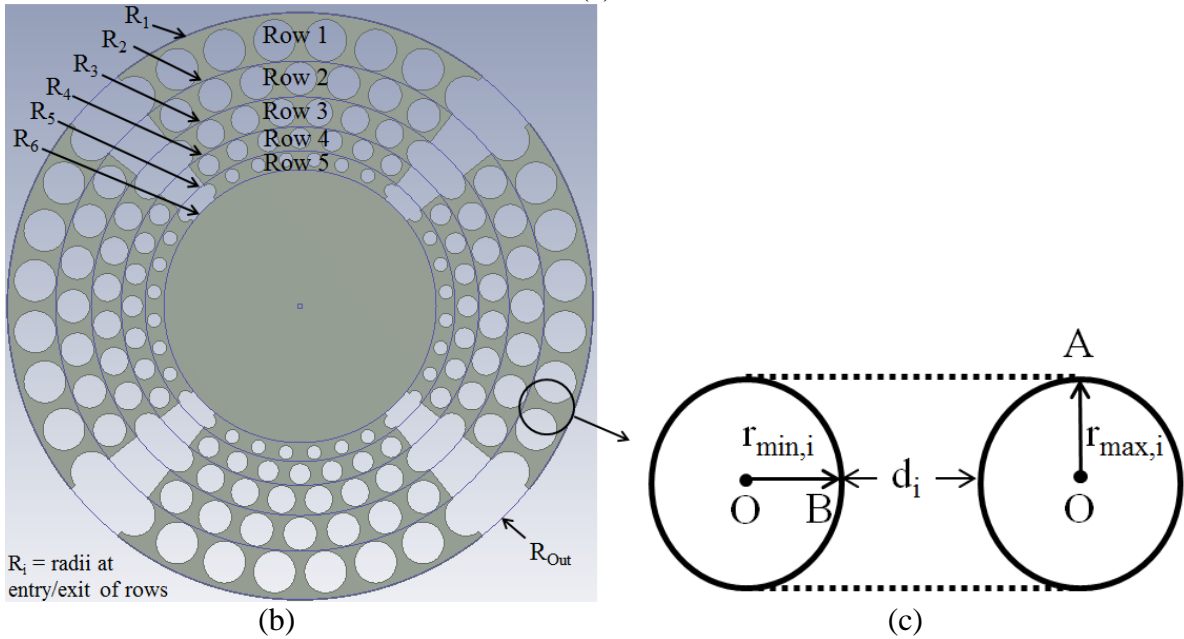 R1
R2
R3
R4
R5
R6
Row 1
Row 2
Row 3
Row 4
Row 5
ROut
Ri = radii at
entry/exit of rows
(b)
A
rmin,i
di
rmax,i
O
B
O
(c)